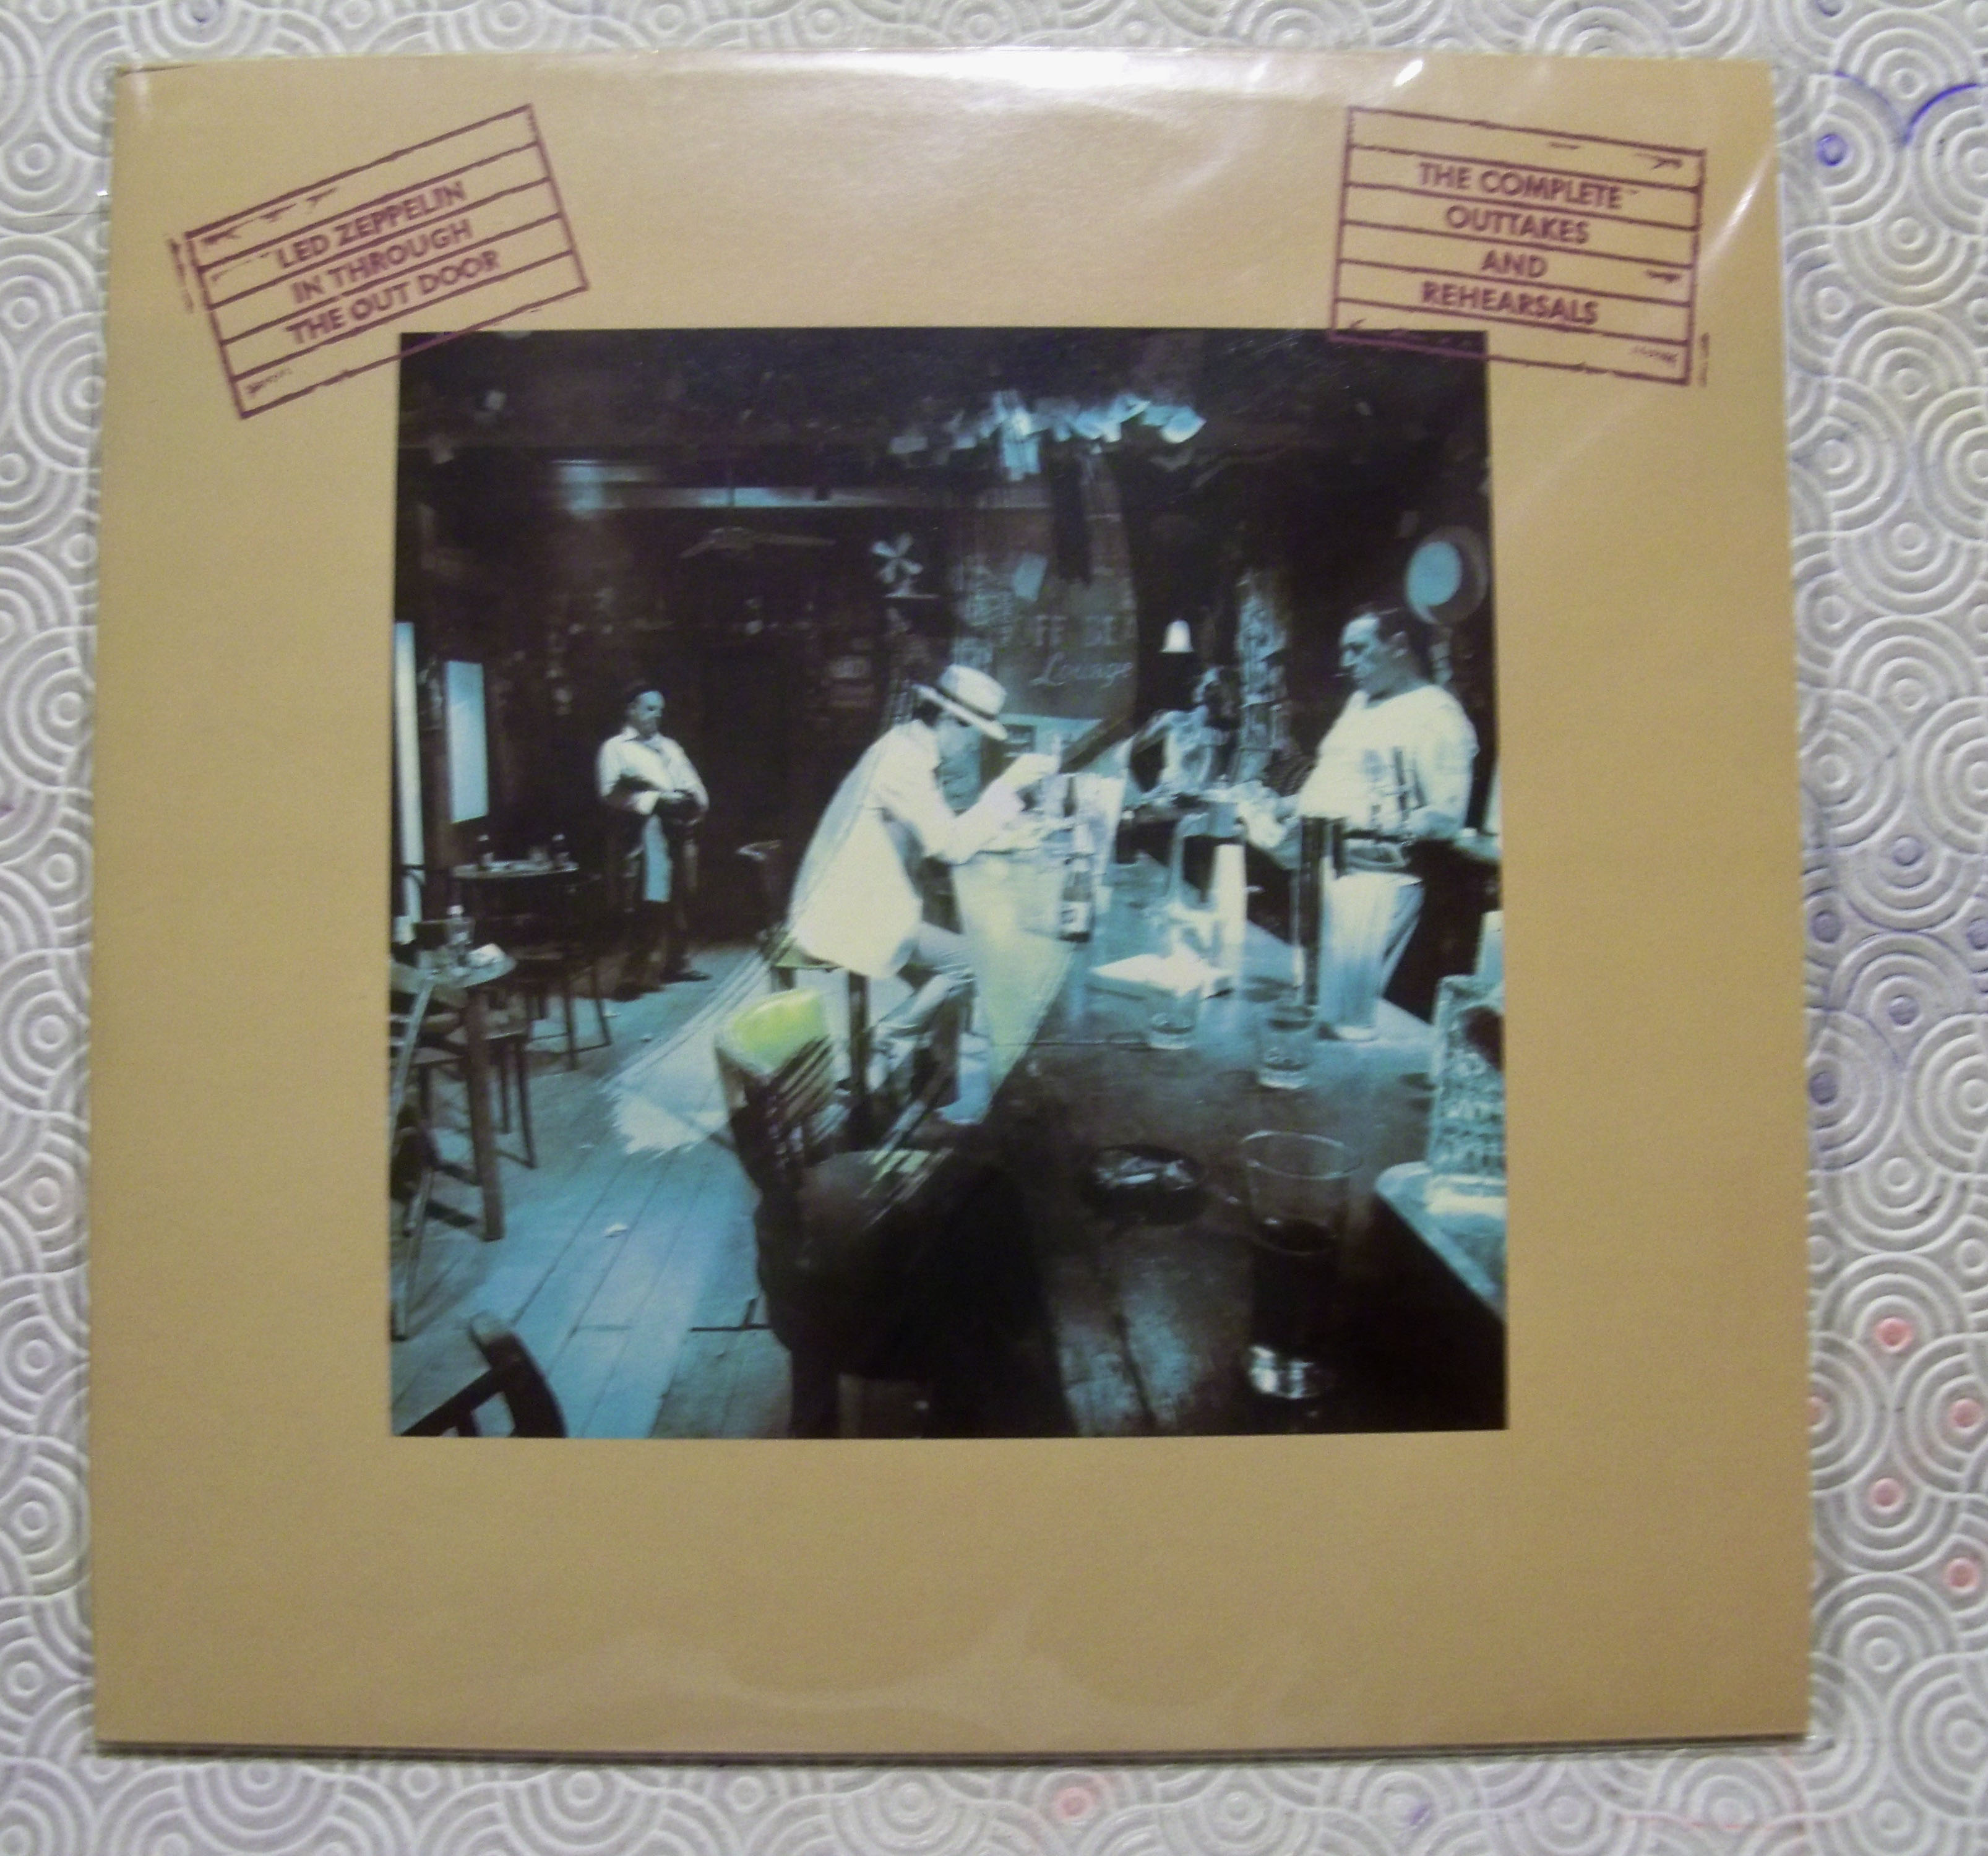 LED ZEPPELIN
IN THROUGH
THE OUT DOOR
THE COMPLETE
OUTTAKES
AND
REHEARSALS
Lounge